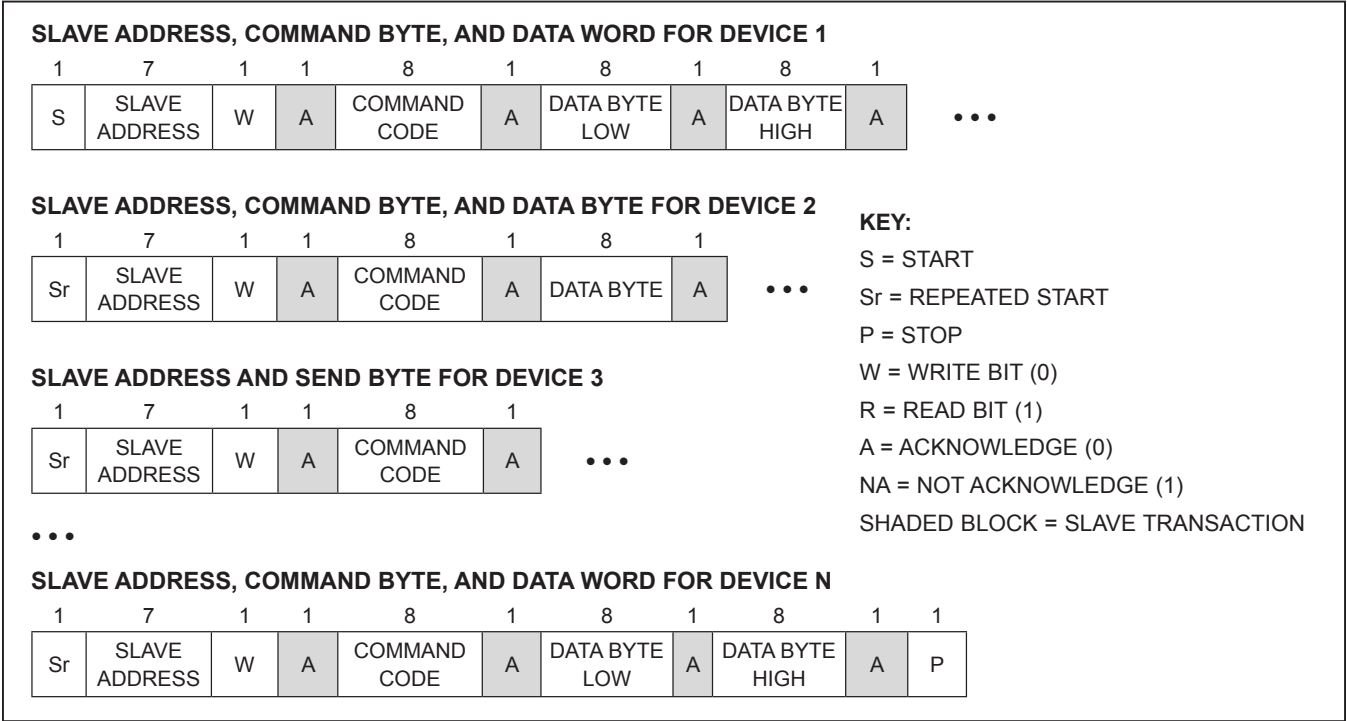 SLAVE ADDRESS, COMMAND BYTE, AND DATA WORD FOR DEVICE 1
1 7 1 1 8 1 8 1 8 1
S SLAVE ADDRESS W A COMMAND CODE A DATA BYTE LOW A DATA BYTE HIGH A •••
SLAVE ADDRESS, COMMAND BYTE, AND DATA BYTE FOR DEVICE 2
1 7 1 1 8 1 8 1
Sr SLAVE ADDRESS W A COMMAND CODE A DATA BYTE A •••
SLAVE ADDRESS AND SEND BYTE FOR DEVICE 3
1 7 1 1 8 1
Sr SLAVE ADDRESS W A COMMAND CODE A •••
•••
SLAVE ADDRESS, COMMAND BYTE, AND DATA WORD FOR DEVICE N
1 7 1 1 8 1 8 1 8 1 1
Sr SLAVE ADDRESS W A COMMAND CODE A DATA BYTE LOW A DATA BYTE HIGH A P
KEY:
S = START
Sr = REPEATED START
P = STOP
W = WRITE BIT (0)
R = READ BIT (1)
A = ACKNOWLEDGE (0)
NA = NOT ACKNOWLEDGE (1)
SHADED BLOCK = SLAVE TRANSACTION